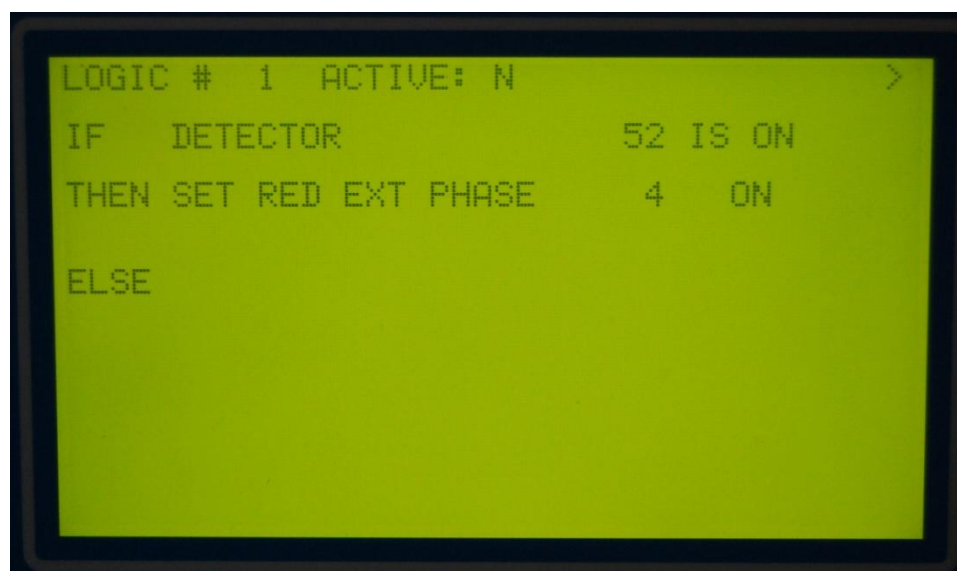 LOGIC # 1 ACTIVE: N >
IF DETECTOR 52 IS ON
THEN SET RED EXT PHASE 4 ON
ELSE